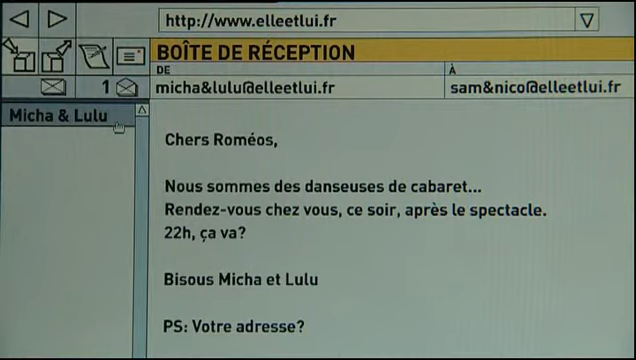 http://www.elleetlui.fr
BOÎTE DE RÉCEPTION
DE
À
micha&lulu@elleetlui.fr
sam&nico@elleetlui.fr
1
Micha & Lulu
Chers Roméos,
Nous sommes des danseuses de cabaret...
Rendez-vous chez vous, ce soir, après le spectacle.
22h, ça va?
Bisous Micha et Lulu
PS: Votre adresse?